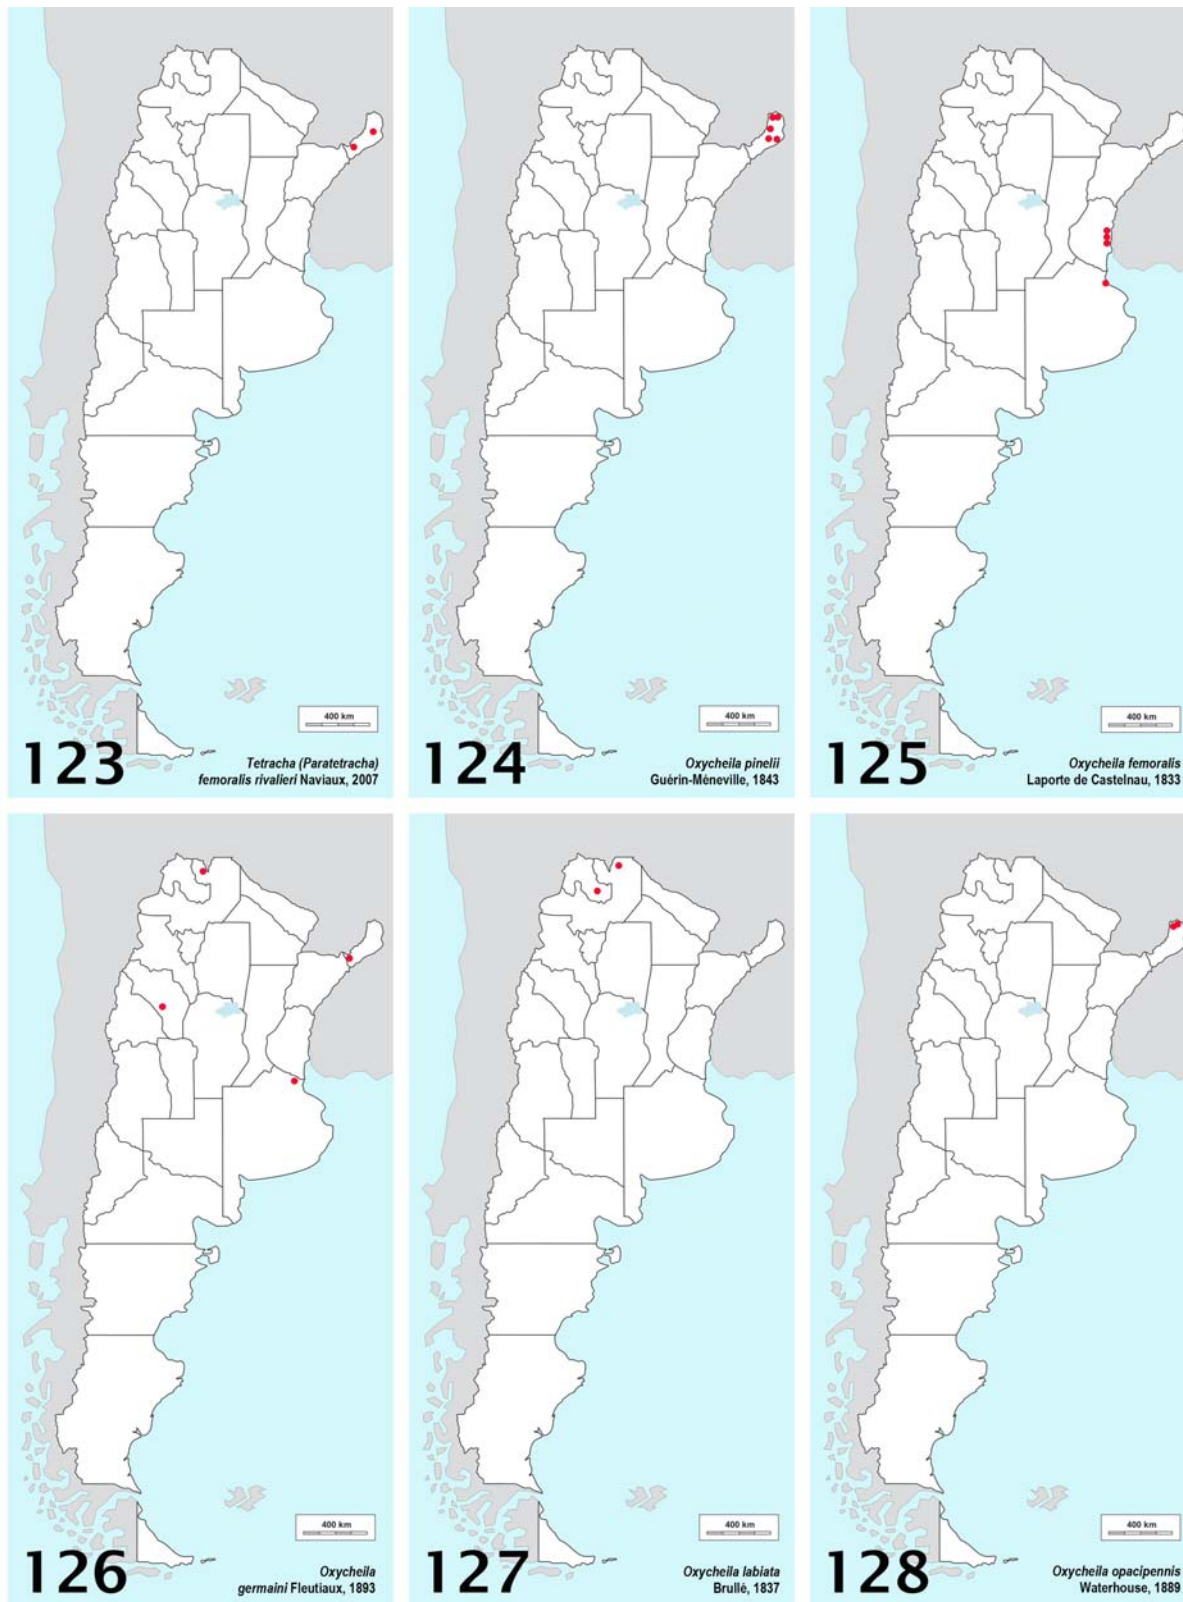 400 km
123
Tetracha (Paratetracha)
femoralis rivalieri Naviaux, 2007
400 km
124
Oxycheila pinelii
Guérin-Méneville, 1843
400 km
125
Oxycheila femoralis
Laporte de Castelnau, 1833
400 km
126
Oxycheila
germaini Fleutiaux, 1893
400 km
127
Oxycheila labiata
Brullé, 1837
400 km
128
Oxycheila opacipennis
Waterhouse, 1889